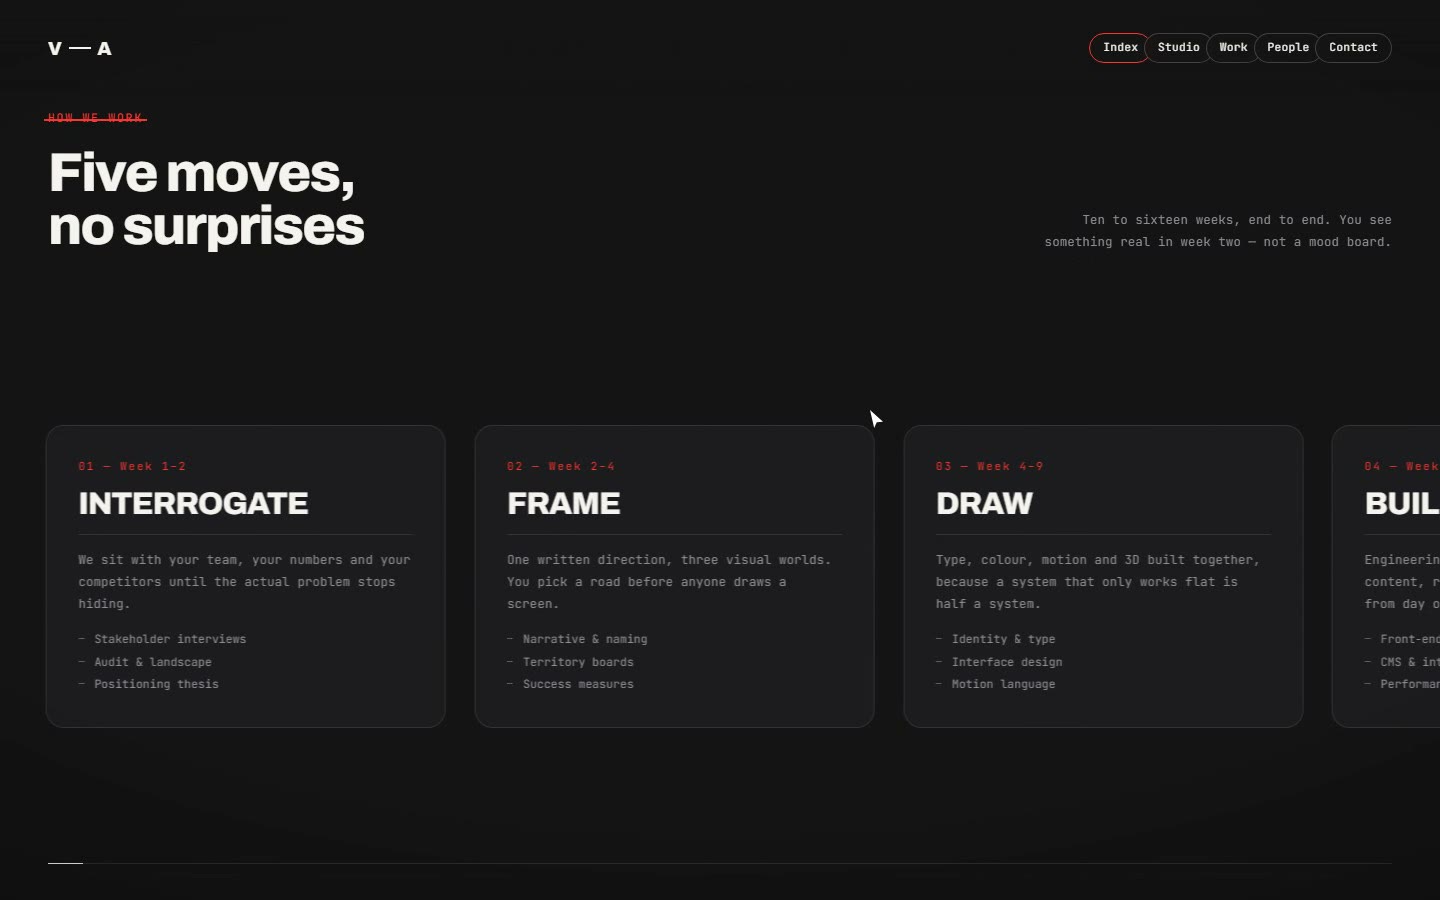 V — A
Index Studio Work People Contact
HOW WE WORK
Five moves,
no surprises
Ten to sixteen weeks, end to end. You see
something real in week two — not a mood board.
01 — Week 1–2
INTERROGATE
We sit with your team, your numbers and your
competitors until the actual problem stops
hiding.
— Stakeholder interviews
— Audit & landscape
— Positioning thesis
02 — Week 2–4
FRAME
One written direction, three visual worlds.
You pick a road before anyone draws a
screen.
— Narrative & naming
— Territory boards
— Success measures
03 — Week 4–9
DRAW
Type, colour, motion and 3D built together,
because a system that only works flat is
half a system.
— Identity & type
— Interface design
— Motion language
04 — Week
from day
— CMS &